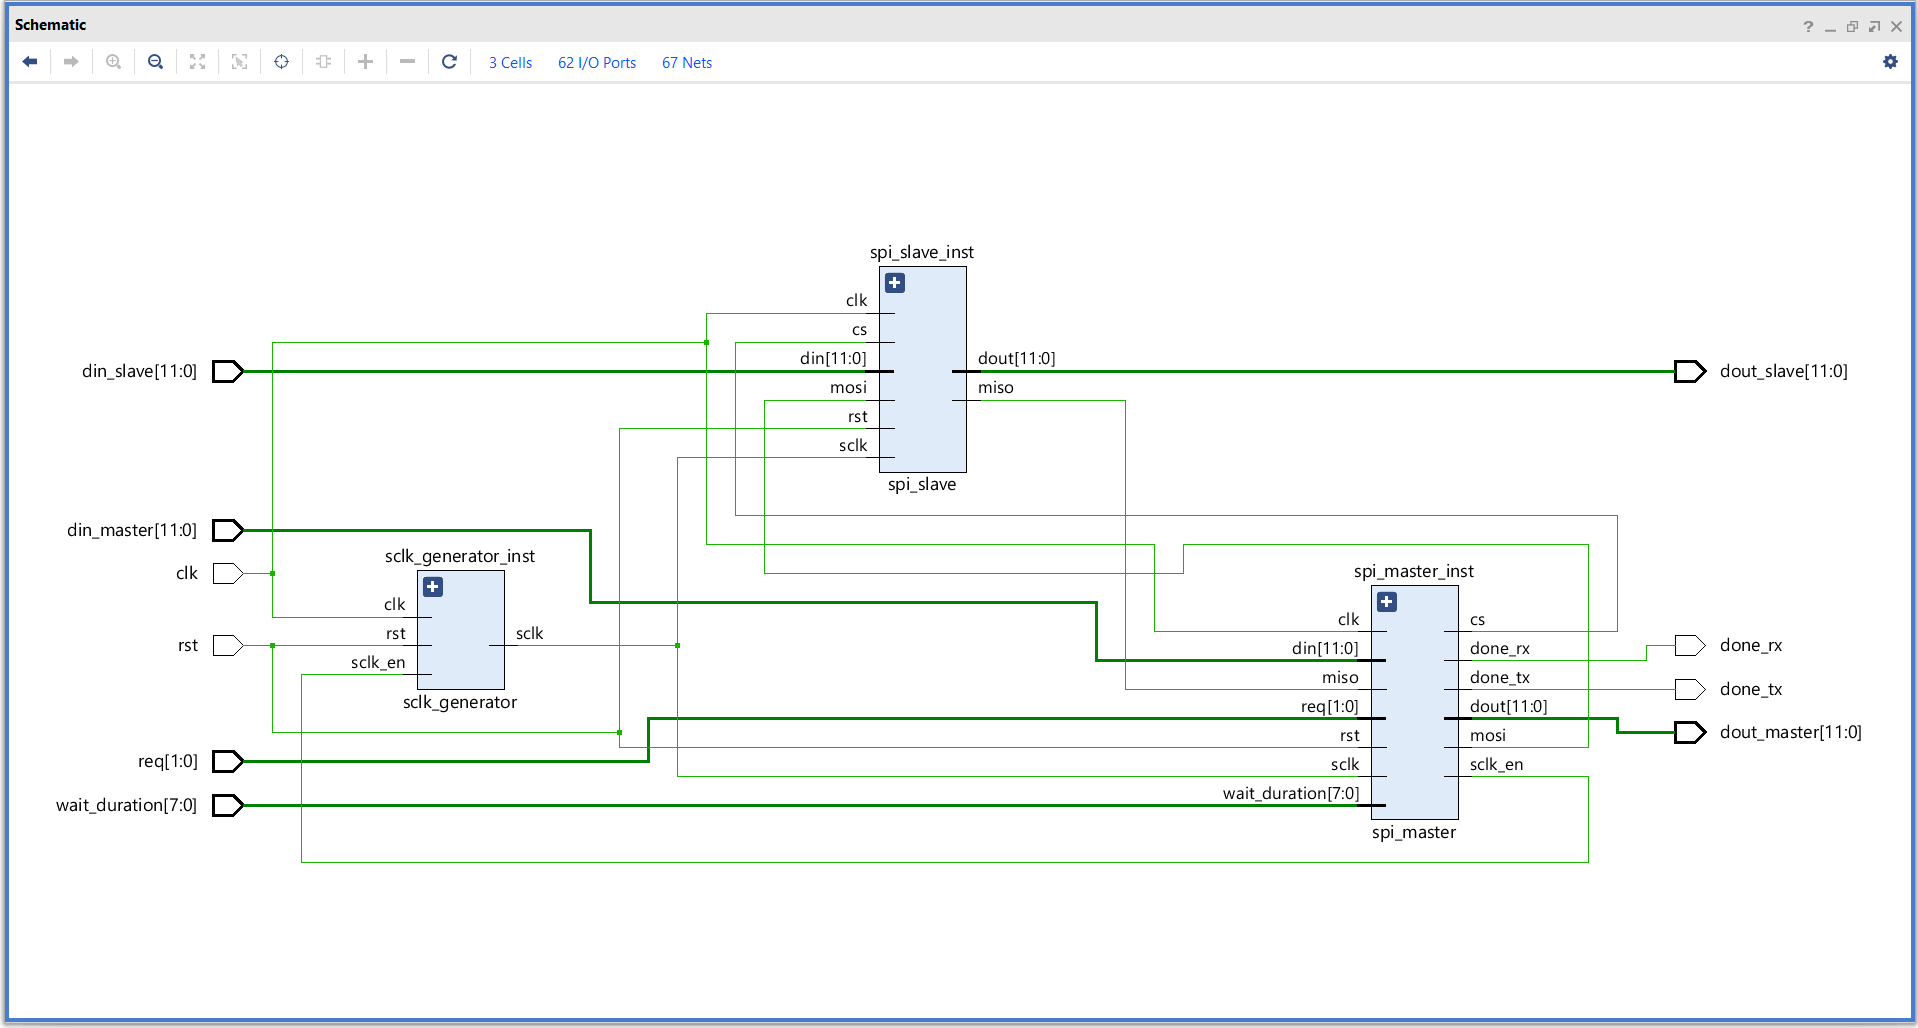 Schematic
3 Cells 62 I/O Ports 67 Nets
spi_slave_inst
clk
cs
din[11:0]
mosi
rst
sclk
dout[11:0]
miso
spi_slave
din_slave[11:0]
dout_slave[11:0]
din_master[11:0]
clk
rst
req[1:0]
wait_duration[7:0]
sclk_generator_inst
clk
rst
sclk_en
sclk
sclk_generator
spi_master_inst
clk
din[11:0]
miso
req[1:0]
rst
sclk
wait_duration[7:0]
cs
done_rx
done_tx
dout[11:0]
mosi
sclk_en
spi_master
done_rx
done_tx
dout_master[11:0]